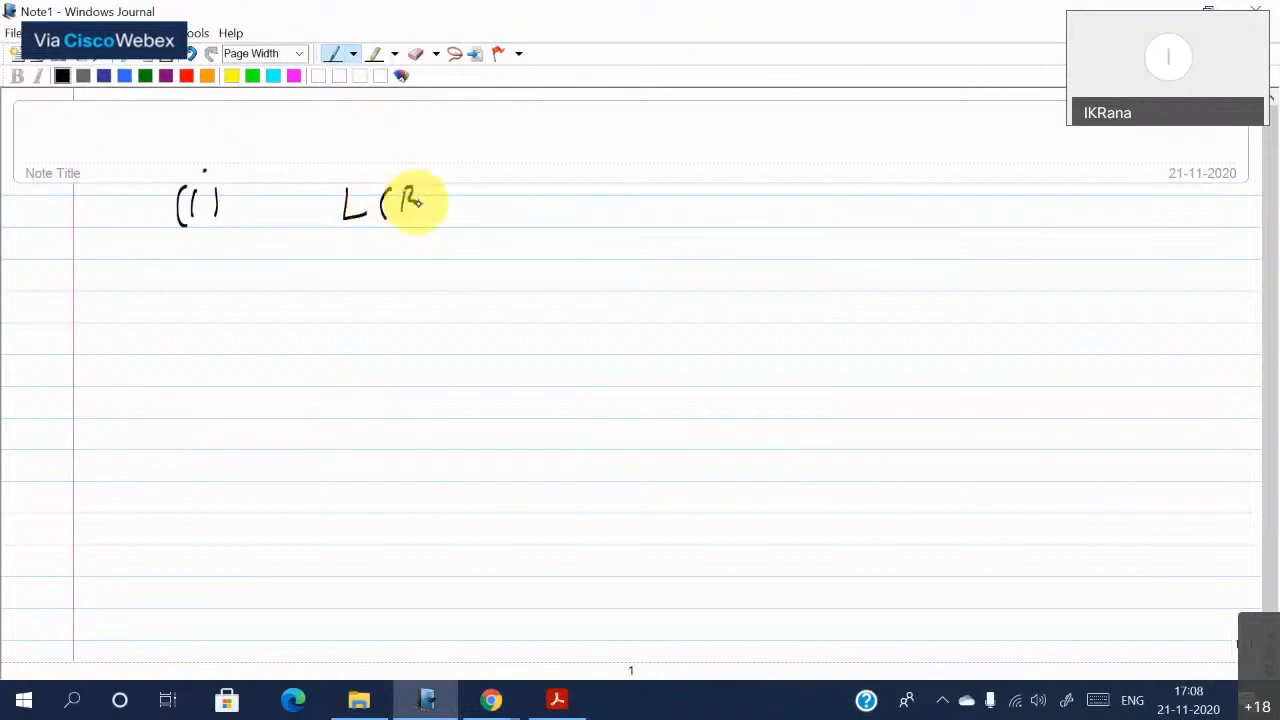 Note1 - Windows Journal
Via CiscoWebex
ools Help
Page Width
B I
IKRana
Note Title
21-11-2020
(i) L(R
1
ENG
17:08
21-11-2020
+18